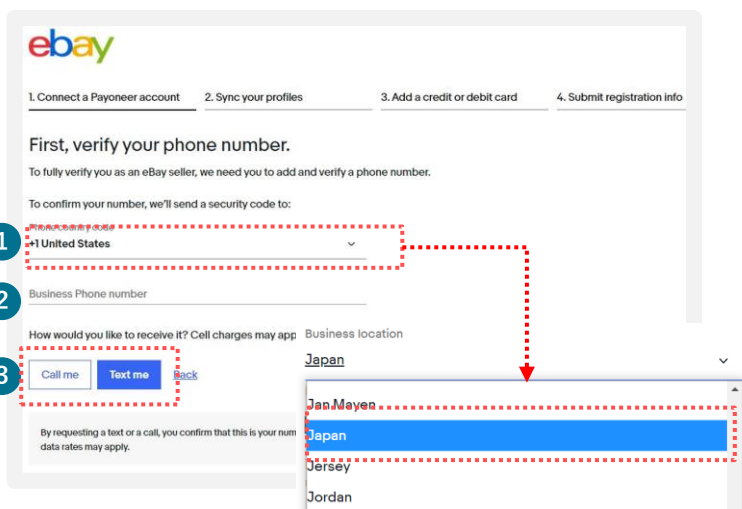 ebay
1. Connect a Payoneer account 2. Sync your profiles 3. Add a credit or debit card 4. Submit registration info
First, verify your phone number.
To fully verify you as an eBay seller, we need you to add and verify a phone number.
To confirm your number, we'll send a security code to:
Phone country code
1
+1 United States
2
Business Phone number
How would you like to receive it? Cell charges may app
3
Call me Text me Back
By requesting a text or a call, you confirm that this is your num
data rates may apply.
Business location
Japan
Jan Mayen
Japan
Jersey
Jordan